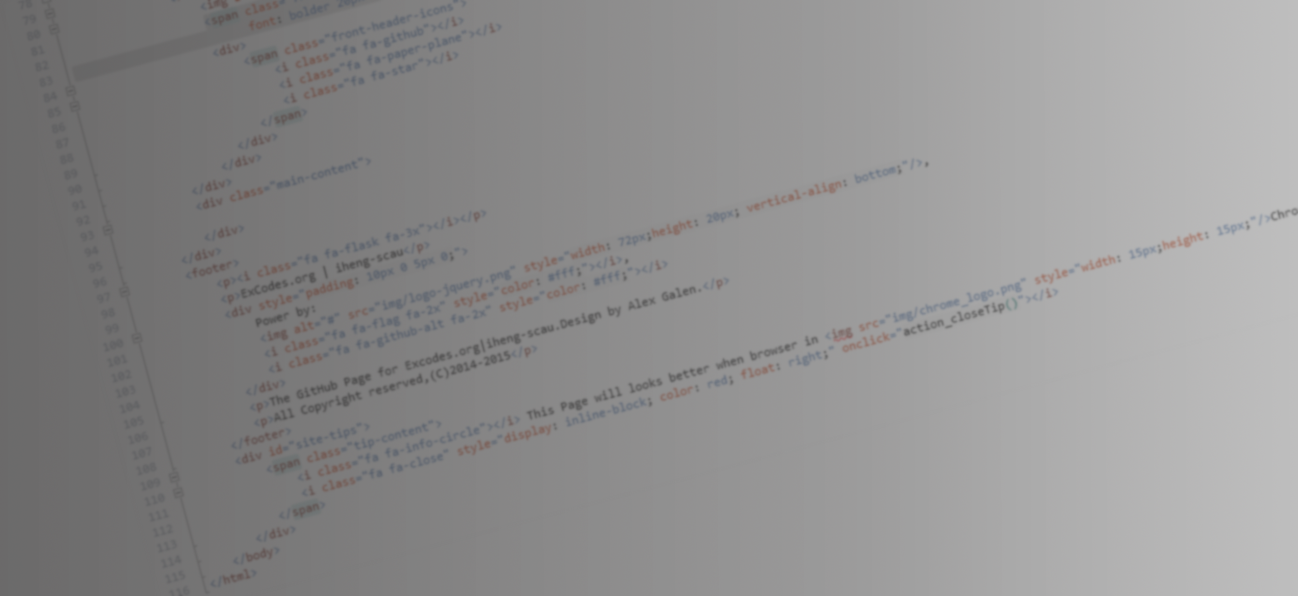 78
79 <img
80 <span class="
81 font: bolder 20px
82 <div>
83 <span class="front-header-icons">
84 <i class="fa fa-github"></i>
85 <i class="fa fa-paper-plane"></i>
86 <i class="fa fa-star"></i>
87 </span>
88 </div>
89 </div>
90 </div>
91 <div class="main-content">
92
93 </div>
94 </div>
95 <footer>
96 <p><i class="fa fa-flask fa-3x"></i></p>
97 <p>ExCodes.org | iheng-scau</p>
98 <div style="padding: 10px 0 5px 0;">
99 Power by:
100 <img alt="#" src="img/logo-jquery.png" style="width: 72px;height: 20px; vertical-align: bottom;"/>,
101 <i class="fa fa-flag fa-2x" style="color: #fff;"></i>,
102 <i class="fa fa-github-alt fa-2x" style="color: #fff;"></i>
103 </div>
104 <p>The GitHub Page for Excodes.org|iheng-scau.Design by Alex Galen.</p>
105 <p>All Copyright reserved,(C)2014-2015</p>
106 </footer>
107 <div id="site-tips">
108 <span class="tip-content">
109 <i class="fa fa-info-circle"></i> This Page will looks better when browser in <img src="img/chrome_logo.png" style="width: 15px;height: 15px;"/>Chro
110 <i class="fa fa-close" style="display: inline-block; color: red; float: right;" onclick="action_closeTip()"></i>
111 </span>
112 </div>
113 </body>
114 </html>
115
116